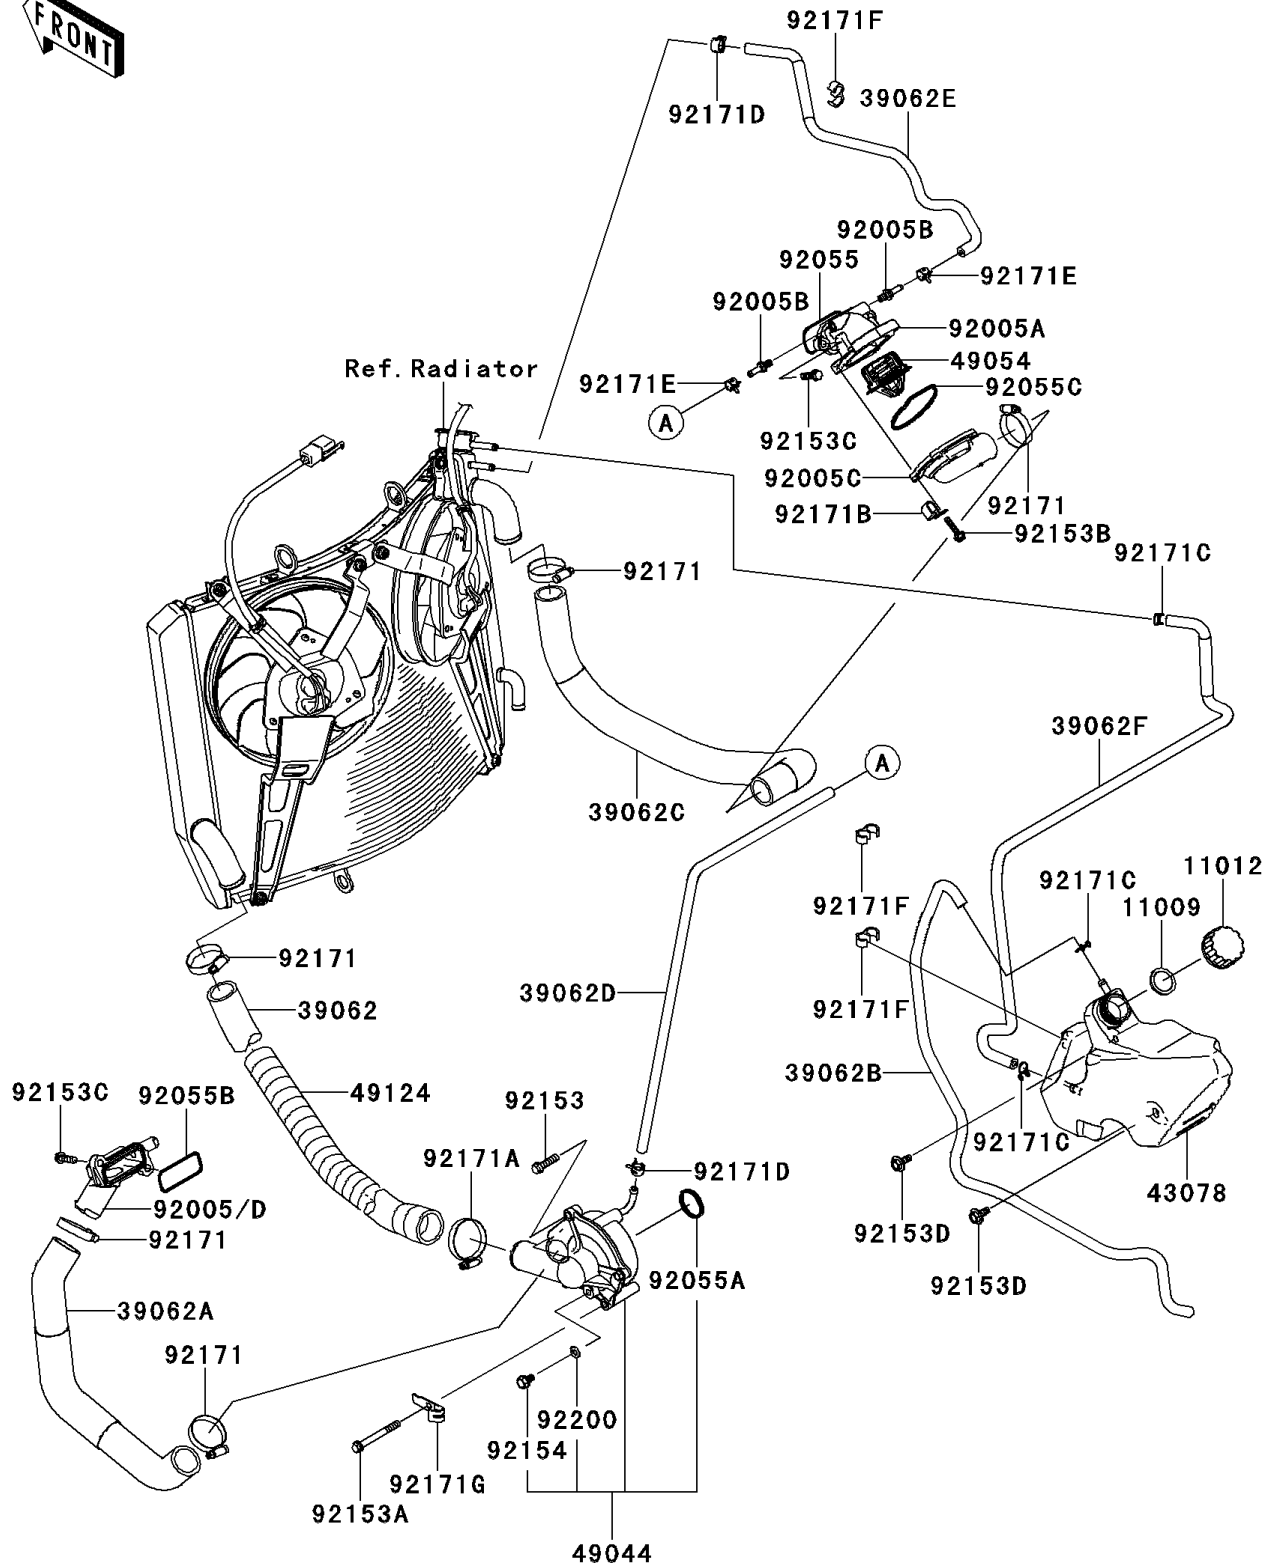 FRONT
92171F
92171D
39062E
92005B
92055
92171E
92005B
92005A
49054
Ref.Radiator
92171E
92055C
A
92153C
92005C
92171
92171B
92153B
92171C
92171
39062F
A
39062C
11012
92171C
92171F
11009
92171
39062D
39062
92171F
39062B
92153C
92055B
49124
92153
92171C
92171A
92171D
43078
92005/D
92153D
92171
92055A
92153D
39062A
92171
92200
92154
92171G
92153A
49044